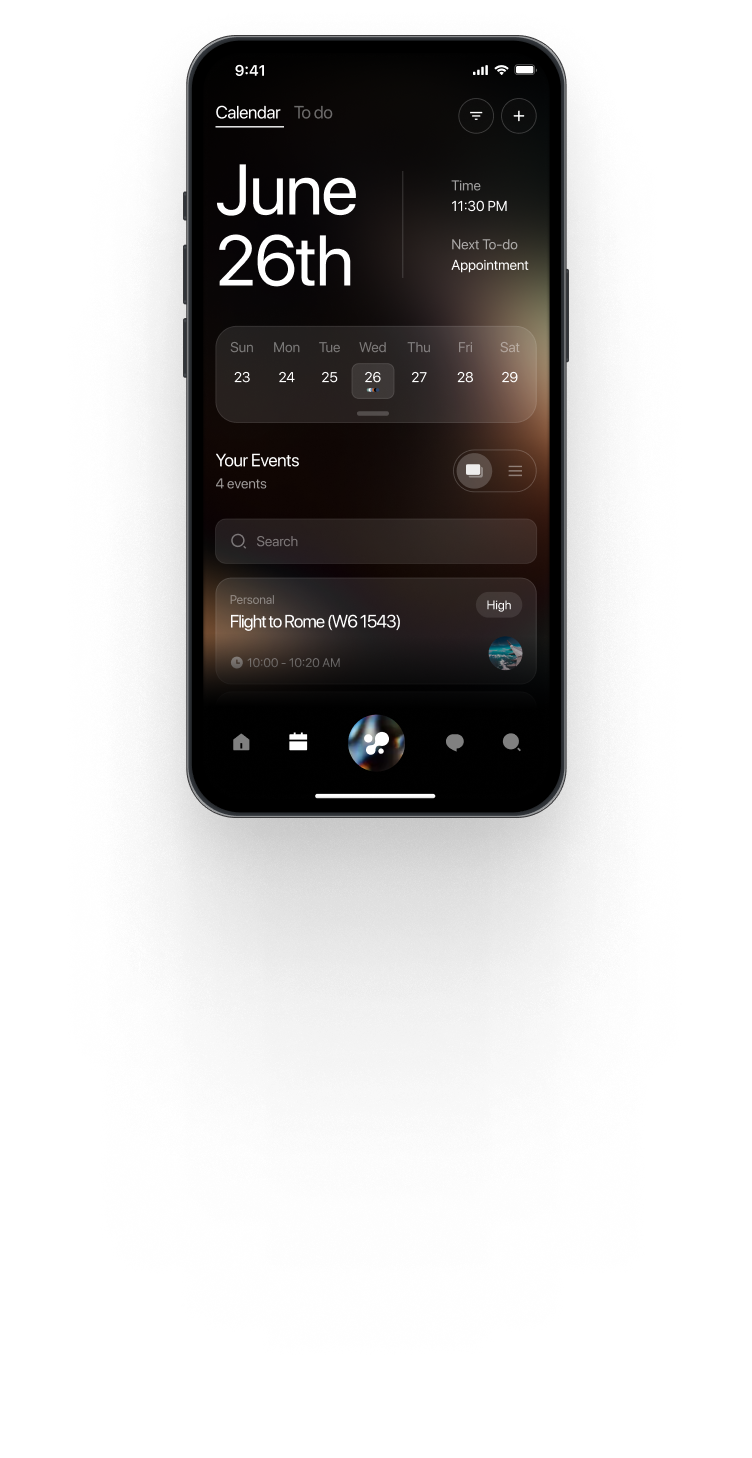 9:41
Calendar To do
June
26th
Time
11:30 PM
Next To-do
Appointment
Sun Mon Tue Wed Thu Fri Sat
23 24 25 26 27 28 29
Your Events
4 events
Search
Personal
Flight to Rome (W6 1543)
High
10:00 - 10:20 AM